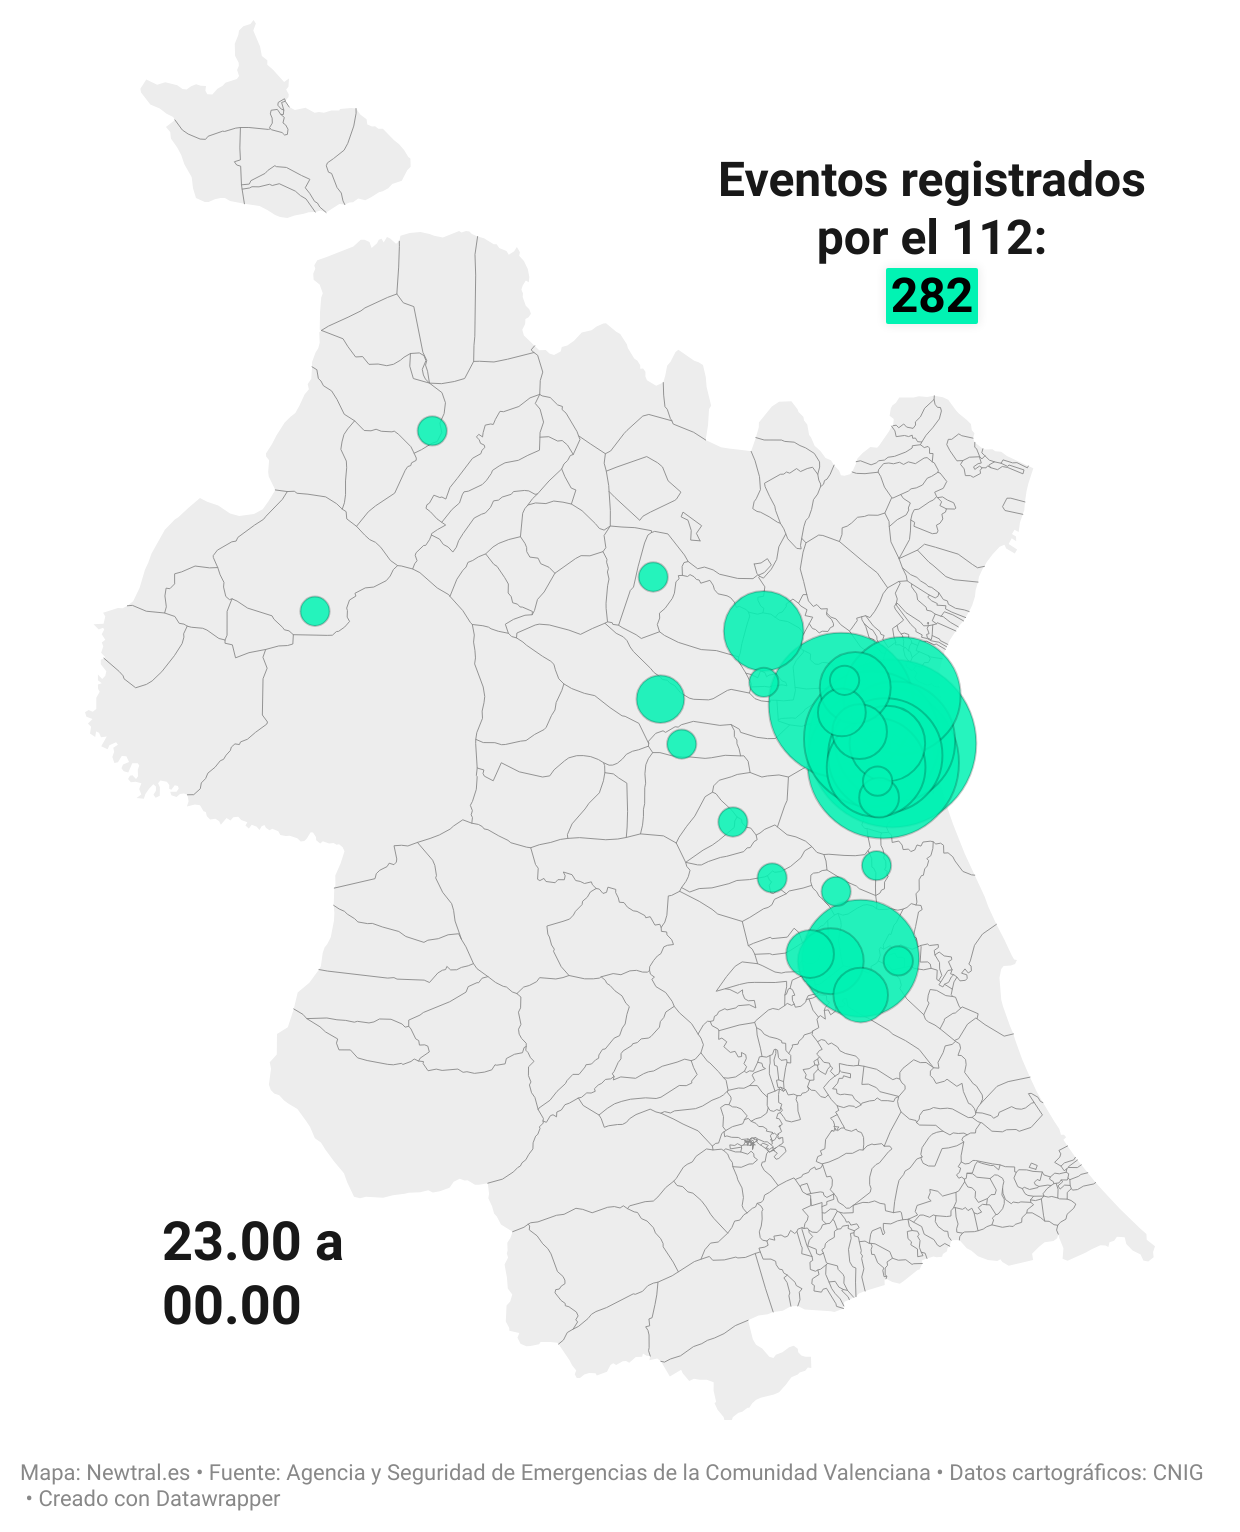 Eventos registrados
por el 112:
282
23.00 a
00.00
Mapa: Newtral.es • Fuente: Agencia y Seguridad de Emergencias de la Comunidad Valenciana • Datos cartográficos: CNIG
• Creado con Datawrapper